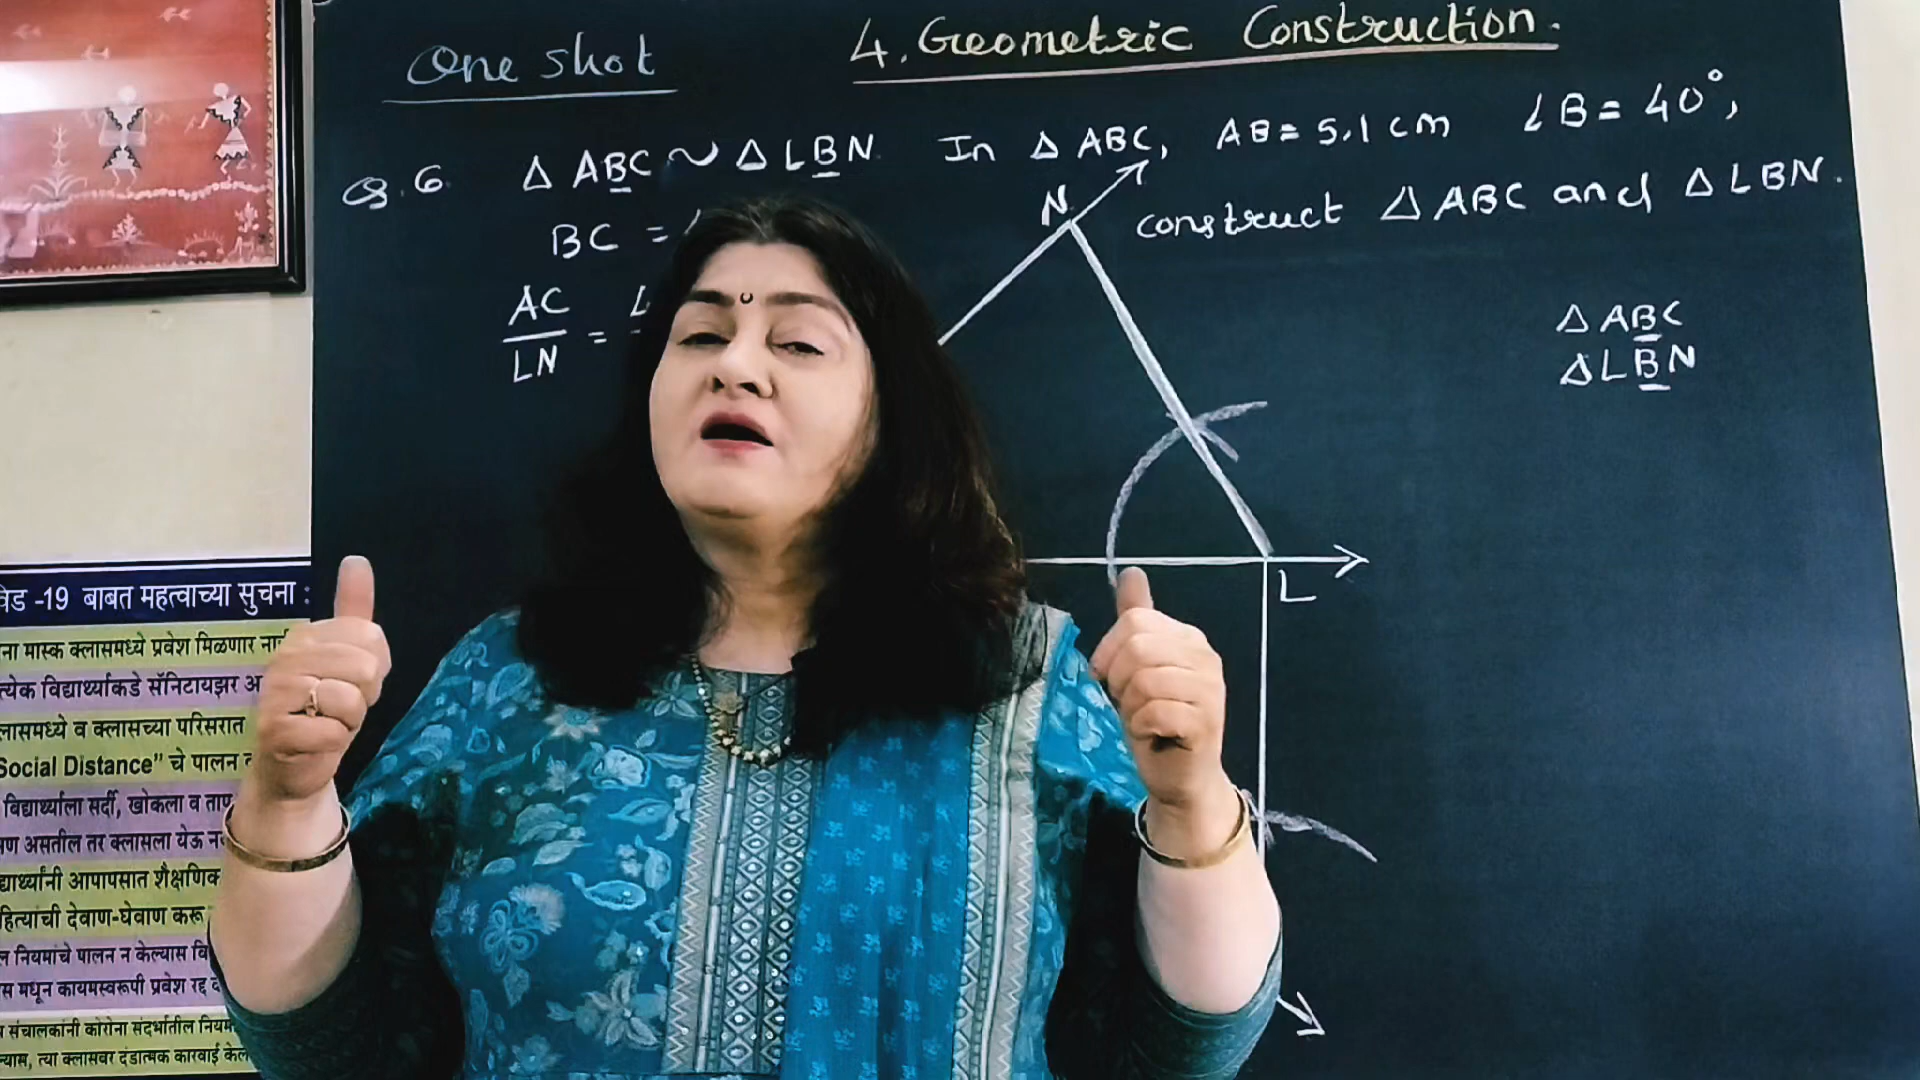 One shot
4. Geometric Construction.
Q.6 △ABC ~ △LBN. In △ABC, AB = 5.1 cm ∠B = 40°,
BC =
construct △ABC and △LBN.
AC
LN
=
N
△ABC
△LBN
L
-19 बाबत महत्वाच्या सुचना :
मास्क क्लासमध्ये प्रवेश मिळणार
विद्यार्थ्याकडे सॅनिटायझर
व क्लासच्या परिसरात
Social Distance” चे पालन
विद्यार्थ्याला सर्दी, खोकला व
असतील तर क्लासला येऊ
आपापसात शैक्षणिक
देवाण-घेवाण करू
नियमांचे पालन न केल्यास
मधून कायमस्वरूपी प्रवेश रद्द
संचालकांनी कोरोना संदर्भातील
त्या क्लासवर दंडात्मक कारवाई